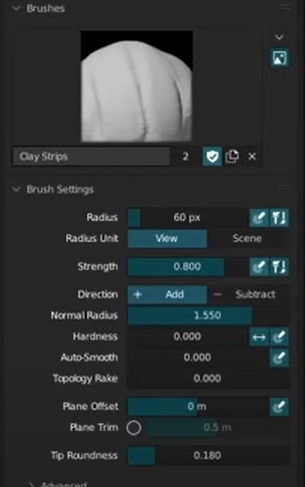 Brushes
Clay Strips 2
Brush Settings
Radius 60 px
Radius Unit View Scene
Strength 0.800
Direction + Add − Subtract
Normal Radius 1.550
Hardness 0.000
Auto-Smooth 0.000
Topology Rake 0.000
Plane Offset 0 m
Plane Trim 0.5 m
Tip Roundness 0.180
Advanced